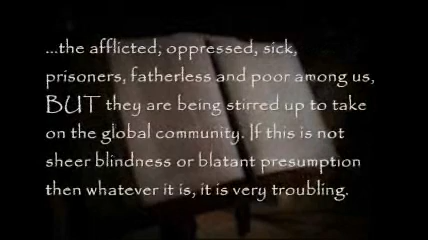 ...the afflicted, oppressed, sick,
prisoners, fatherless and poor among us,
BUT they are being stirred up to take
on the global community. If this is not
sheer blindness or blatant presumption
then whatever it is, it is very troubling.